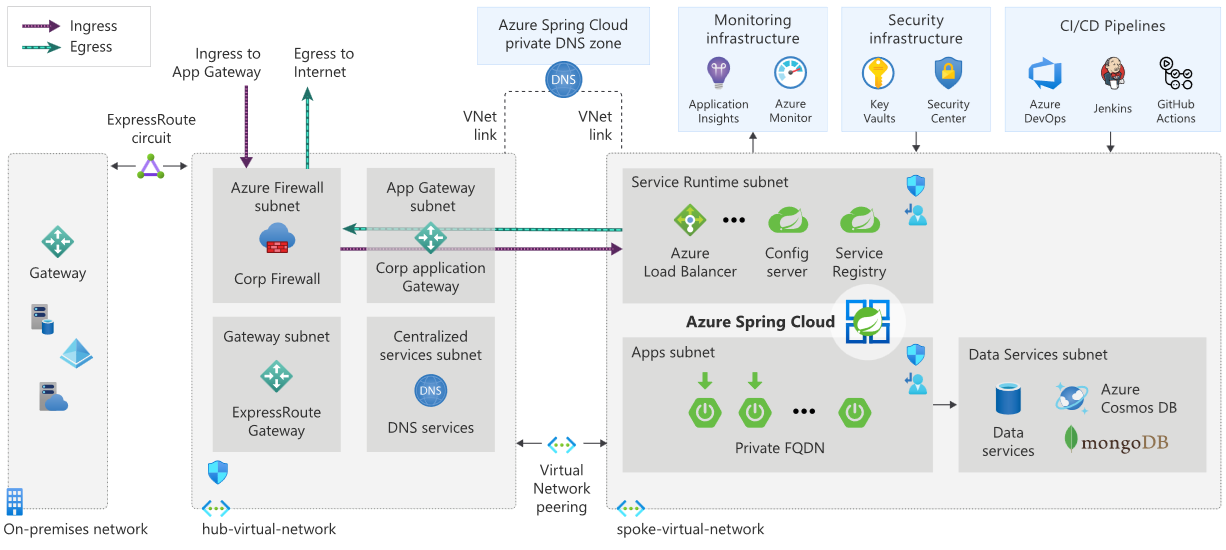 Ingress
Egress
Ingress to
App Gateway
Egress to
Internet
Azure Spring Cloud
private DNS zone
DNS
VNet
link
VNet
link
Monitoring
infrastructure
Application
Insights
Azure
Monitor
Security
infrastructure
Key
Vaults
Security
Center
CI/CD Pipelines
Azure
DevOps
Jenkins
GitHub
Actions
ExpressRoute
circuit
Gateway
On-premises network
Azure Firewall
subnet
Corp Firewall
App Gateway
subnet
Corp application
Gateway
Gateway subnet
ExpressRoute
Gateway
Centralized
services subnet
DNS
DNS services
hub-virtual-network
Virtual
Network
peering
Service Runtime subnet
Azure
Load Balancer
Config
server
Service
Registry
Azure Spring Cloud
Apps subnet
Private FQDN
Data Services subnet
Data
services
Azure
Cosmos DB
mongoDB
spoke-virtual-network